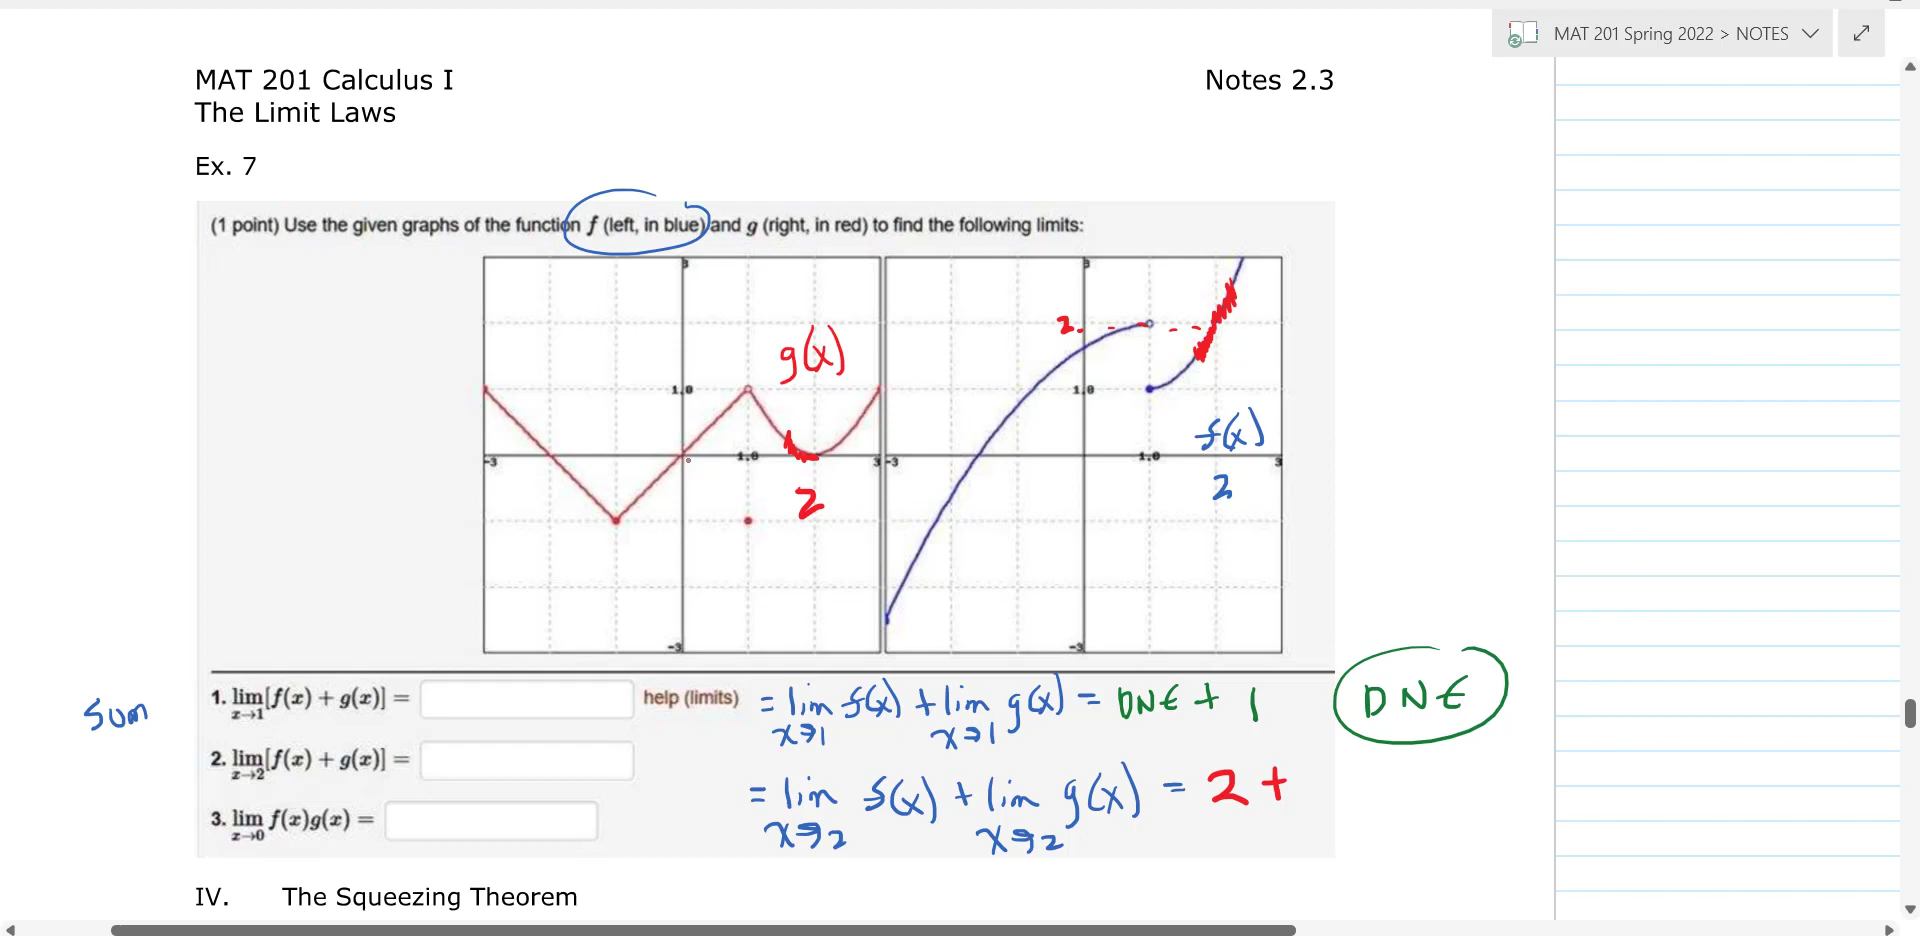 MAT 201 Spring 2022 > NOTES
MAT 201 Calculus I Notes 2.3
The Limit Laws
Ex. 7
(1 point) Use the given graphs of the function f (left, in blue) and g (right, in red) to find the following limits:
3 3
2
g(x)
1.0 1.0
f(x)
-3 1.0 3 -3 1.0 3
2 2
-3 -3
sum
1. lim[f(x) + g(x)] = help (limits) = lim f(x) + lim g(x) = DNE + 1 DNE
x→1 x→1 x→1
2. lim[f(x) + g(x)] =
x→2
= lim f(x) + lim g(x) = 2 +
x→2 x→2
3. lim f(x)g(x) =
x→0
IV. The Squeezing Theorem